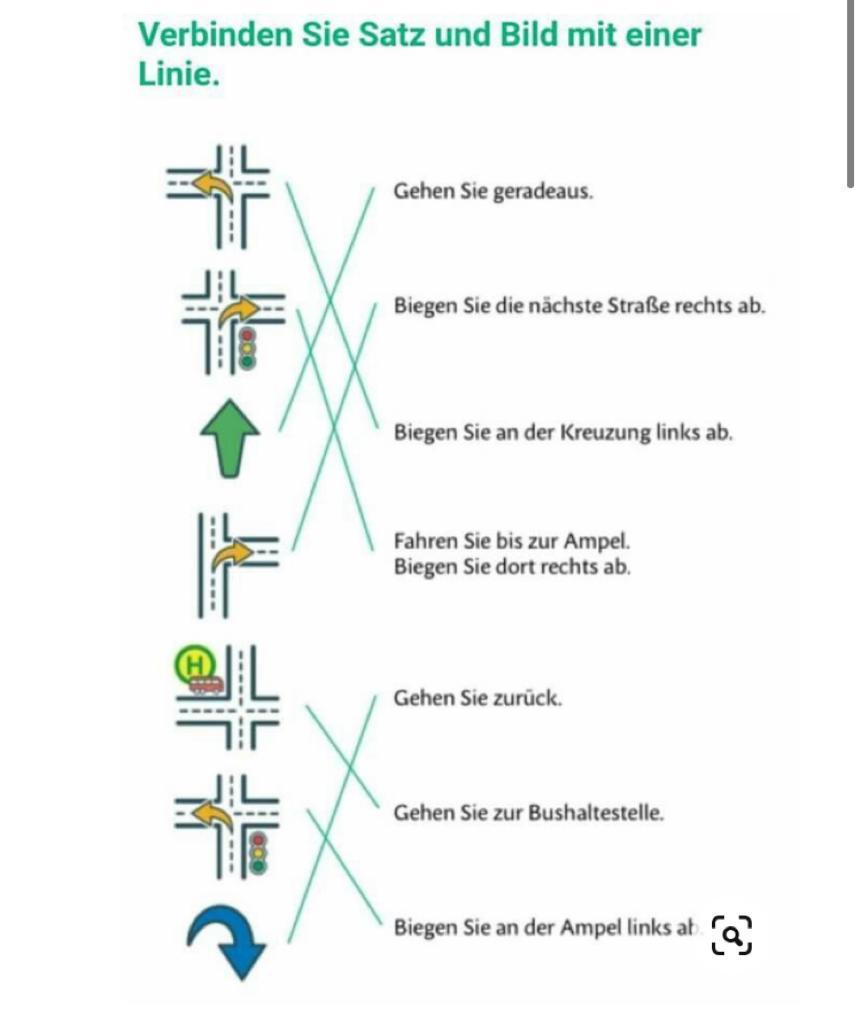 Verbinden Sie Satz und Bild mit einer
Linie.
Gehen Sie geradeaus.
Biegen Sie die nächste Straße rechts ab.
Biegen Sie an der Kreuzung links ab.
Fahren Sie bis zur Ampel.
Biegen Sie dort rechts ab.
H
Gehen Sie zurück.
Gehen Sie zur Bushaltestelle.
Biegen Sie an der Ampel links ab.